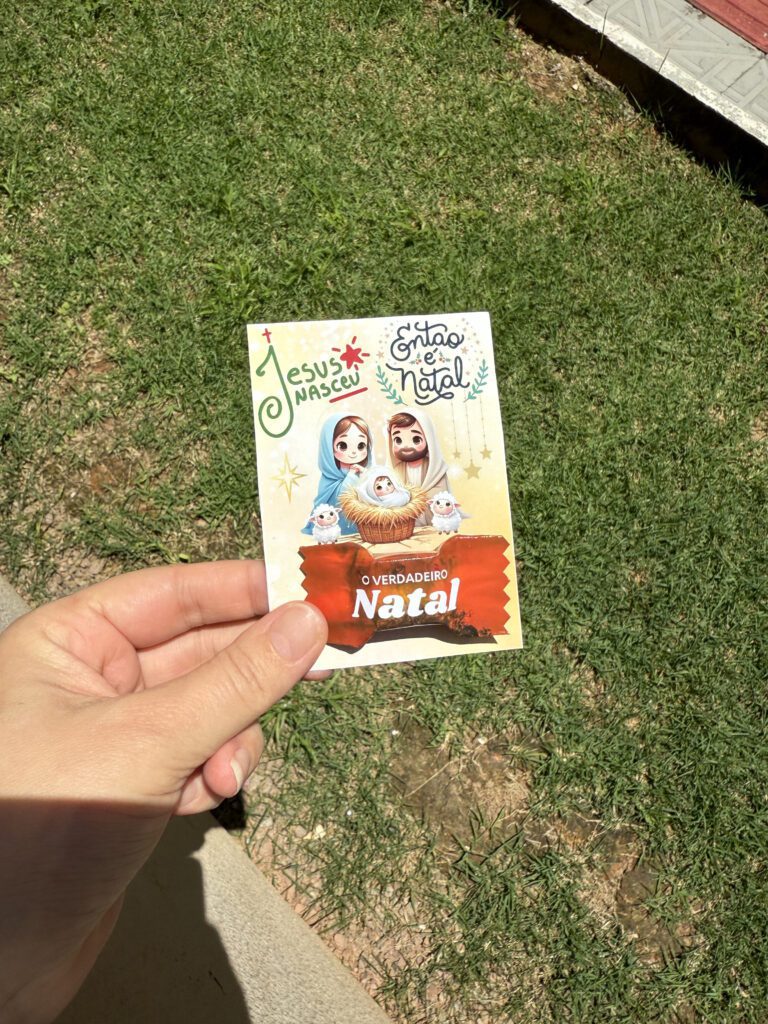 Jesus
NASCEU
Então
é
Natal
O VERDADEIRO
Natal